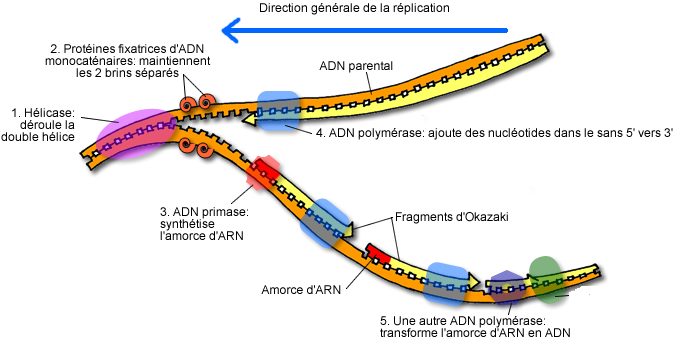 Direction générale de la réplication
2. Protéines fixatrices d'ADN
monocaténaires: maintiennent
les 2 brins séparés
ADN parental
1. Hélicase:
déroule la
double hélice
4. ADN polymérase: ajoute des nucléotides dans le sans 5' vers 3'
3. ADN primase:
synthétise
l'amorce d'ARN
Fragments d'Okazaki
Amorce d'ARN
5. Une autre ADN polymérase:
transforme l'amorce d'ARN en ADN